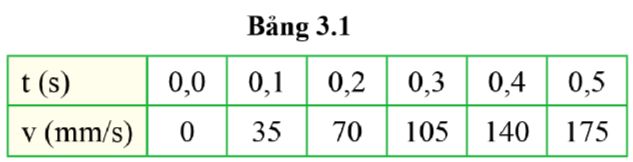 Bảng 3.1
t (s) 0,0 0,1 0,2 0,3 0,4 0,5
v (mm/s) 0 35 70 105 140 175